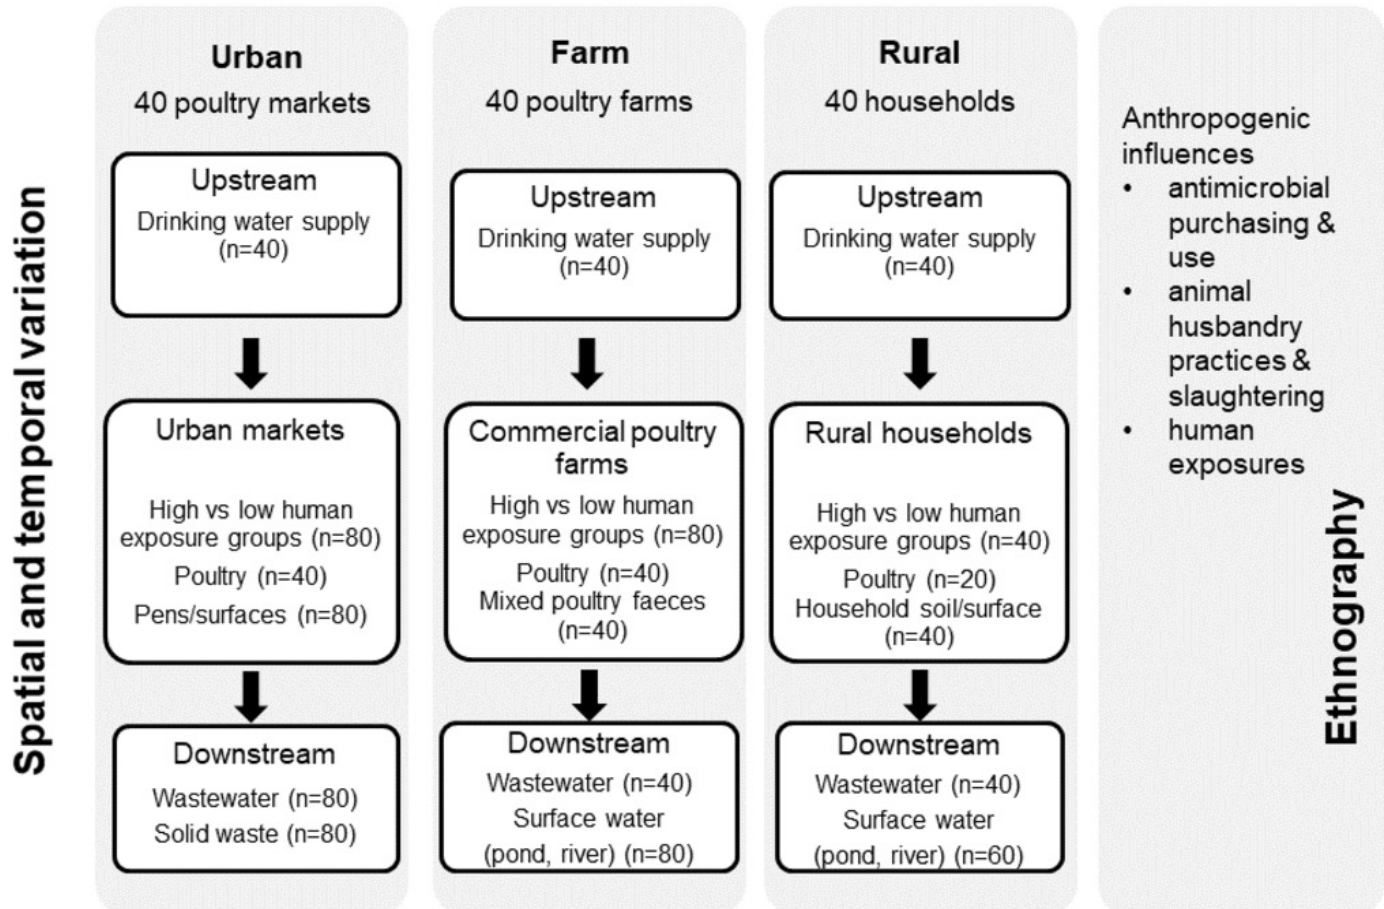 Spatial and temporal variation
Urban
40 poultry markets
Upstream
Drinking water supply
(n=40)
Urban markets
High vs low human
exposure groups (n=80)
Poultry (n=40)
Pens/surfaces (n=80)
Downstream
Wastewater (n=80)
Solid waste (n=80)
Farm
40 poultry farms
Upstream
Drinking water supply
(n=40)
Commercial poultry
farms
High vs low human
exposure groups (n=80)
Poultry (n=40)
Mixed poultry faeces
(n=40)
Downstream
Wastewater (n=40)
Surface water
(pond, river) (n=80)
Rural
40 households
Upstream
Drinking water supply
(n=40)
Rural households
High vs low human
exposure groups (n=40)
Poultry (n=20)
Household soil/surface
(n=40)
Downstream
Wastewater (n=40)
Surface water
(pond, river) (n=60)
Anthropogenic
influences
• antimicrobial
purchasing &
use
• animal
husbandry
practices &
slaughtering
• human
exposures
Ethnography